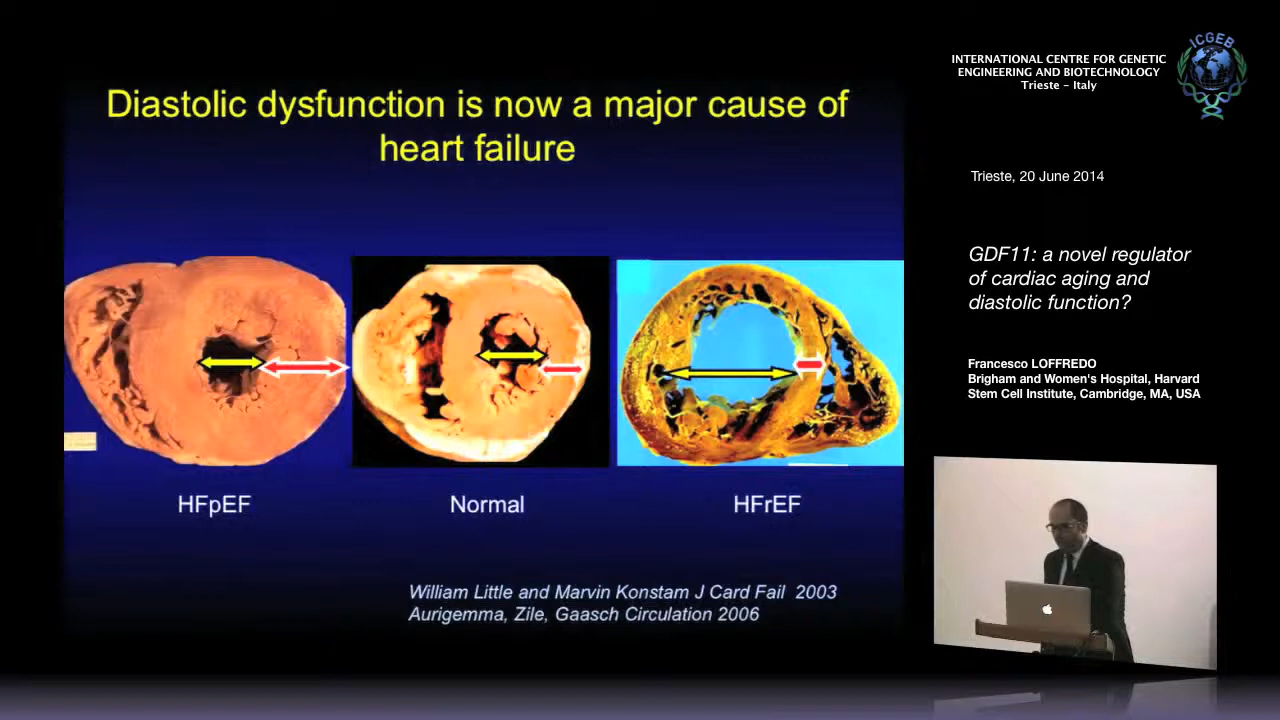 Diastolic dysfunction is now a major cause of
heart failure
HFpEF
Normal
HFrEF
William Little and Marvin Konstam J Card Fail 2003
Aurigemma, Zile, Gaasch Circulation 2006
INTERNATIONAL CENTRE FOR GENETIC
ENGINEERING AND BIOTECHNOLOGY
Trieste - Italy
ICGEB
Trieste, 20 June 2014
GDF11: a novel regulator
of cardiac aging and
diastolic function?
Francesco LOFFREDO
Brigham and Women's Hospital, Harvard
Stem Cell Institute, Cambridge, MA, USA